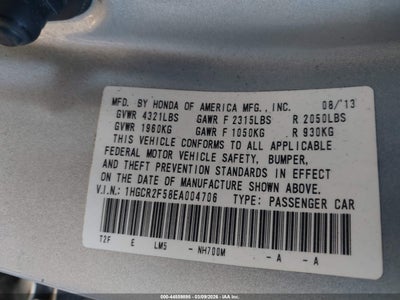 MFD. BY HONDA OF AMERICA MFG., INC. 08/13
GVWR 4321LBS GAWR F 2315LBS R 2050LBS
GVWR 1960KG GAWR F 1050KG R 930KG
THIS VEHICLE CONFORMS TO ALL APPLICABLE
FEDERAL MOTOR VEHICLE SAFETY, BUMPER,
AND THEFT PREVENTION STANDARDS IN EFFECT
ON THE DATE OF MANUFACTURE SHOWN ABOVE.
V.I.N.: 1HGCR2F58EA004706 TYPE: PASSENGER CAR
T2F E LM5 - NH700M - A - A